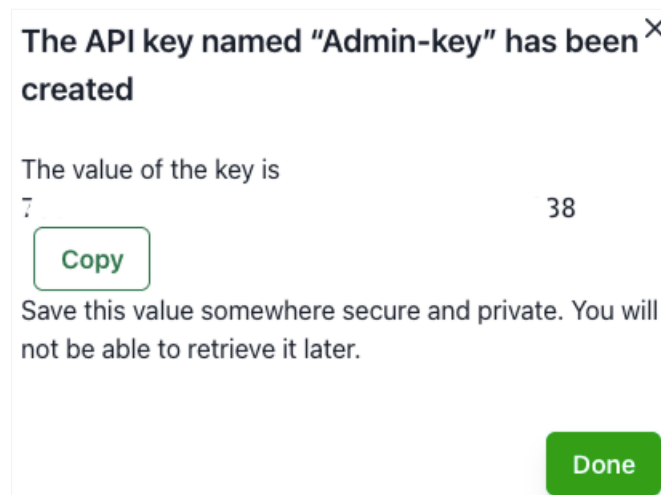 The API key named “Admin-key” has been
created
The value of the key is
7 38
Copy
Save this value somewhere secure and private. You will
not be able to retrieve it later.
Done